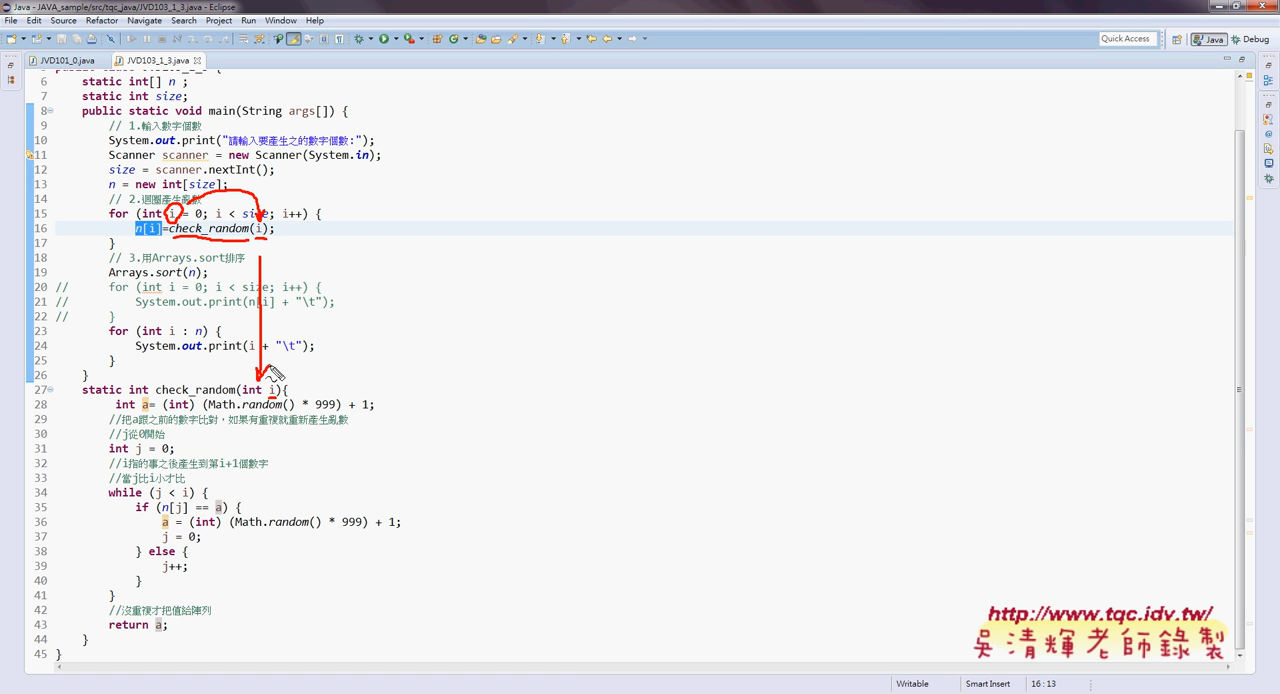 Java - JAVA_sample/src/tqc_java/JVD103_1_3.java - Eclipse
File Edit Source Refactor Navigate Search Project Run Window Help
Quick Access Java Debug
JVD101_0.java JVD103_1_3.java
6 static int[] n ;
7 static int size;
8 public static void main(String args[]) {
9 // 1.輸入數字個數
10 System.out.print("請輸入要產生之的數字個數:");
11 Scanner scanner = new Scanner(System.in);
12 size = scanner.nextInt();
13 n = new int[size];
14 // 2.迴圈產生亂數
15 for (int i = 0; i < size; i++) {
16 n[i]=check_random(i);
17 }
18 // 3.用Arrays.sort排序
19 Arrays.sort(n);
20 // for (int i = 0; i < size; i++) {
21 // System.out.print(n[i] + "\t");
22 // }
23 for (int i : n) {
24 System.out.print(i + "\t");
25 }
26 }
27 static int check_random(int i){
28 int a= (int) (Math.random() * 999) + 1;
29 //把a跟之前的數字比對，如果有重複就重新產生亂數
30 //j從0開始
31 int j = 0;
32 //i指的事之後產生到第i+1個數字
33 //當j比i小才比
34 while (j < i) {
35 if (n[j] == a) {
36 a = (int) (Math.random() * 999) + 1;
37 j = 0;
38 } else {
39 j++;
40 }
41 }
42 //沒重複才把值給陣列
43 return a;
44 }
45 }
http://www.tqc.idv.tw/
吳清輝老師錄製
Writable Smart Insert 16 : 13